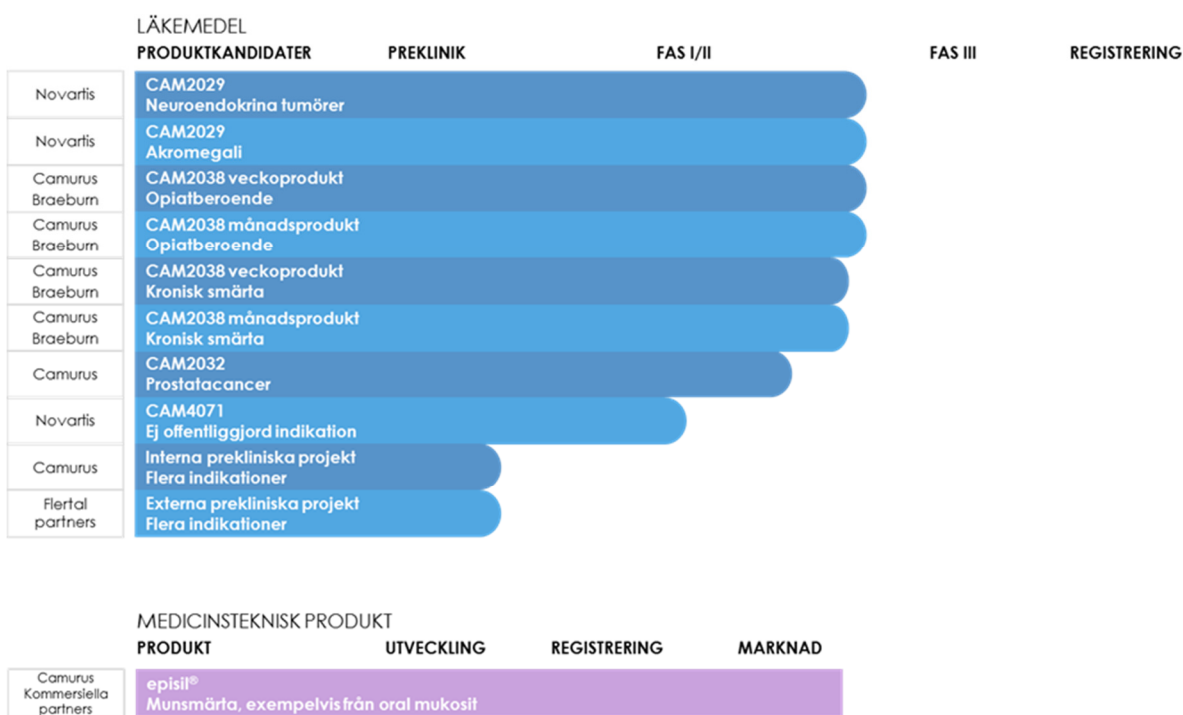 LÄKEMEDEL
PRODUKTKANDIDATER PREKLINIK FAS I/II FAS III REGISTRERING
Novartis
CAM2029
Neuroendokrina tumörer
Novartis
CAM2029
Akromegali
Camurus
Braeburn
CAM2038 veckoprodukt
Opiatberoende
Camurus
Braeburn
CAM2038 månadsprodukt
Opiatberoende
Camurus
Braeburn
CAM2038 veckoprodukt
Kronisk smärta
Camurus
Braeburn
CAM2038 månadsprodukt
Kronisk smärta
Camurus
CAM2032
Prostatacancer
Novartis
CAM4071
Ej offentliggjord indikation
Camurus
Interna prekliniska projekt
Flera indikationer
Flertal
partners
Externa prekliniska projekt
Flera indikationer
MEDICINSTEKNISK PRODUKT
PRODUKT UTVECKLING REGISTRERING MARKNAD
Camurus
Kommersiella
partners
episil®
Munsmärta, exempelvis från oral mukosit